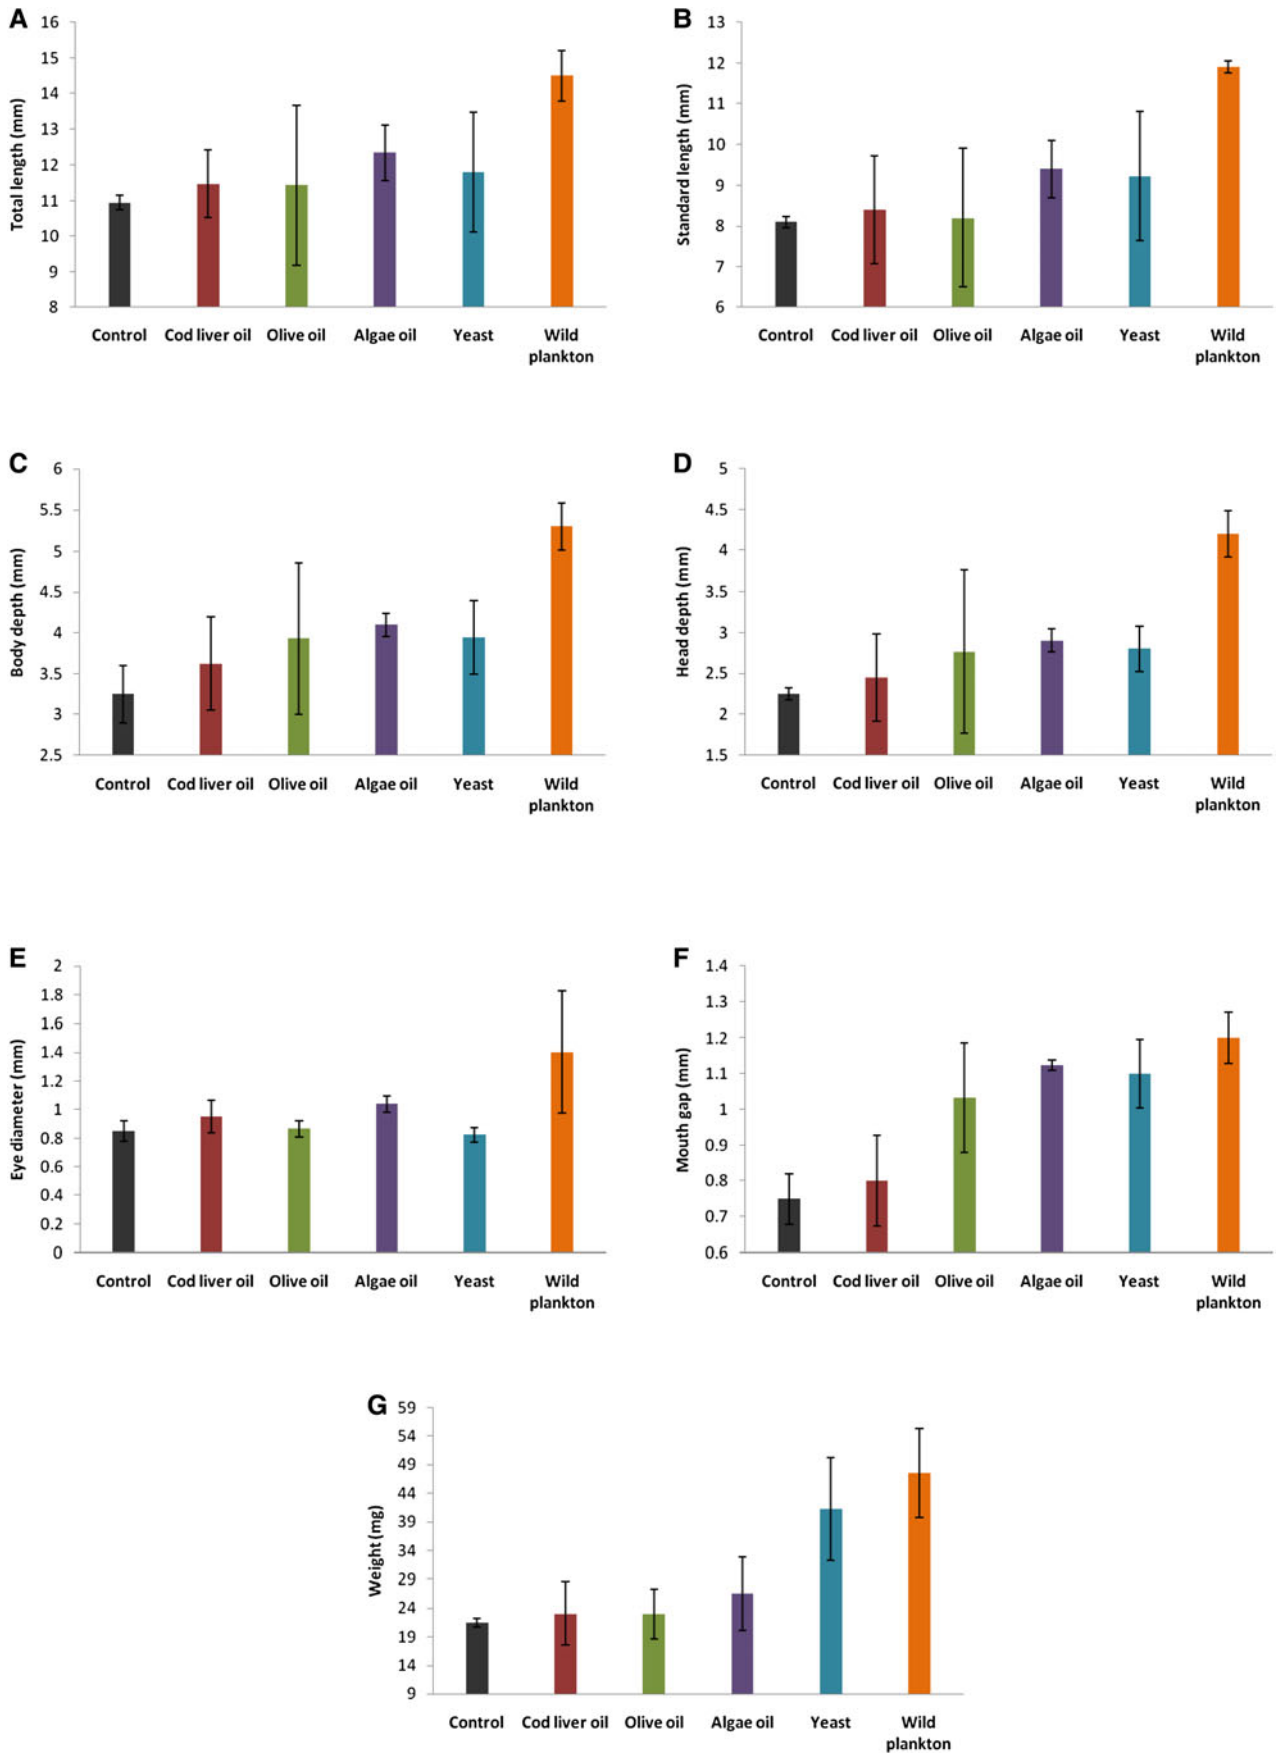 A
Total length (mm)
16
15
14
13
12
11
10
9
8
Control Cod liver oil Olive oil Algae oil Yeast Wild
plankton
B
Standard length (mm)
13
12
11
10
9
8
7
6
Control Cod liver oil Olive oil Algae oil Yeast Wild
plankton
C
Body depth (mm)
6
5.5
5
4.5
4
3.5
3
2.5
Control Cod liver oil Olive oil Algae oil Yeast Wild
plankton
D
Head depth (mm)
5
4.5
4
3.5
3
2.5
2
1.5
Control Cod liver oil Olive oil Algae oil Yeast Wild
plankton
E
Eye diameter (mm)
2
1.8
1.6
1.4
1.2
1
0.8
0.6
0.4
0.2
0
Control Cod liver oil Olive oil Algae oil Yeast Wild
plankton
F
Mouth gap (mm)
1.4
1.3
1.2
1.1
1
0.9
0.8
0.7
0.6
Control Cod liver oil Olive oil Algae oil Yeast Wild
plankton
G
Weight (mg)
59
54
49
44
39
34
29
24
19
14
9
Control Cod liver oil Olive oil Algae oil Yeast Wild
plankton